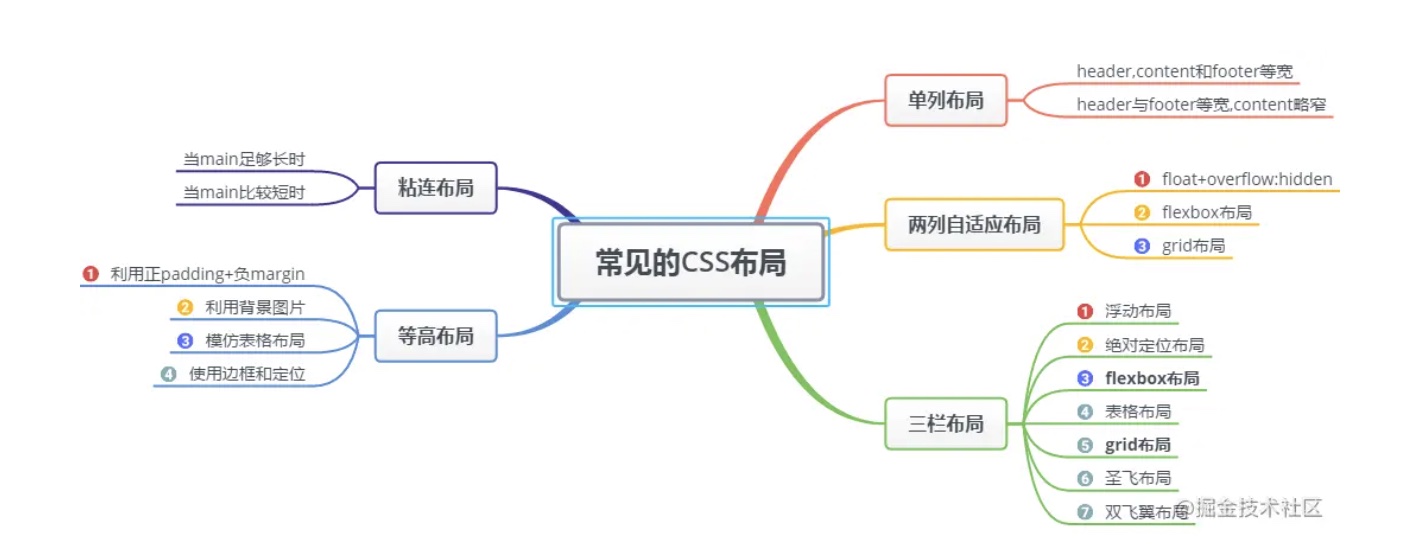 常见的CSS布局
单列布局
header,content和footer等宽
header与footer等宽,content略窄
两列自适应布局
1 float+overflow:hidden
2 flexbox布局
3 grid布局
三栏布局
1 浮动布局
2 绝对定位布局
3 flexbox布局
4 表格布局
5 grid布局
6 圣飞布局
7 双飞翼布局
粘连布局
当main足够长时
当main比较短时
等高布局
1 利用正padding+负margin
2 利用背景图片
3 模仿表格布局
4 使用边框和定位
@掘金技术社区